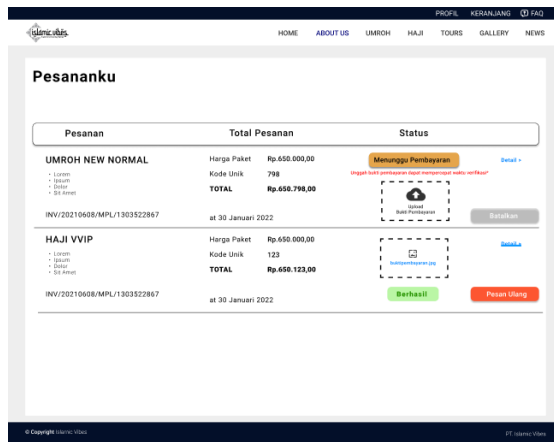 PROFIL KERANJANG FAQ
islamic vibes. HOME ABOUT US UMROH HAJI TOURS GALLERY NEWS
Pesananku
Pesanan Total Pesanan Status
UMROH NEW NORMAL Harga Paket Rp.650.000,00 Menunggu Pembayaran Detail >
Unggah bukti pembayaran dapat mempercepat waktu verifikasi*
• Lorem Kode Unik 798
• Ipsum
• Dolor TOTAL Rp.650.798,00
• Sit Amet
Upload
Bukti Pembayaran
INV/20210608/MPL/1303522867 at 30 Januari 2022 Batalkan
HAJI VVIP Harga Paket Rp.650.000,00 Detail >
• Lorem Kode Unik 123
• Ipsum
• Dolor TOTAL Rp.650.123,00
• Sit Amet
buktipembayaran.jpg
INV/20210608/MPL/1303522867 at 30 Januari 2022 Berhasil Pesan Ulang
© Copyright Islamic Vibes PT. Islamic Vibes